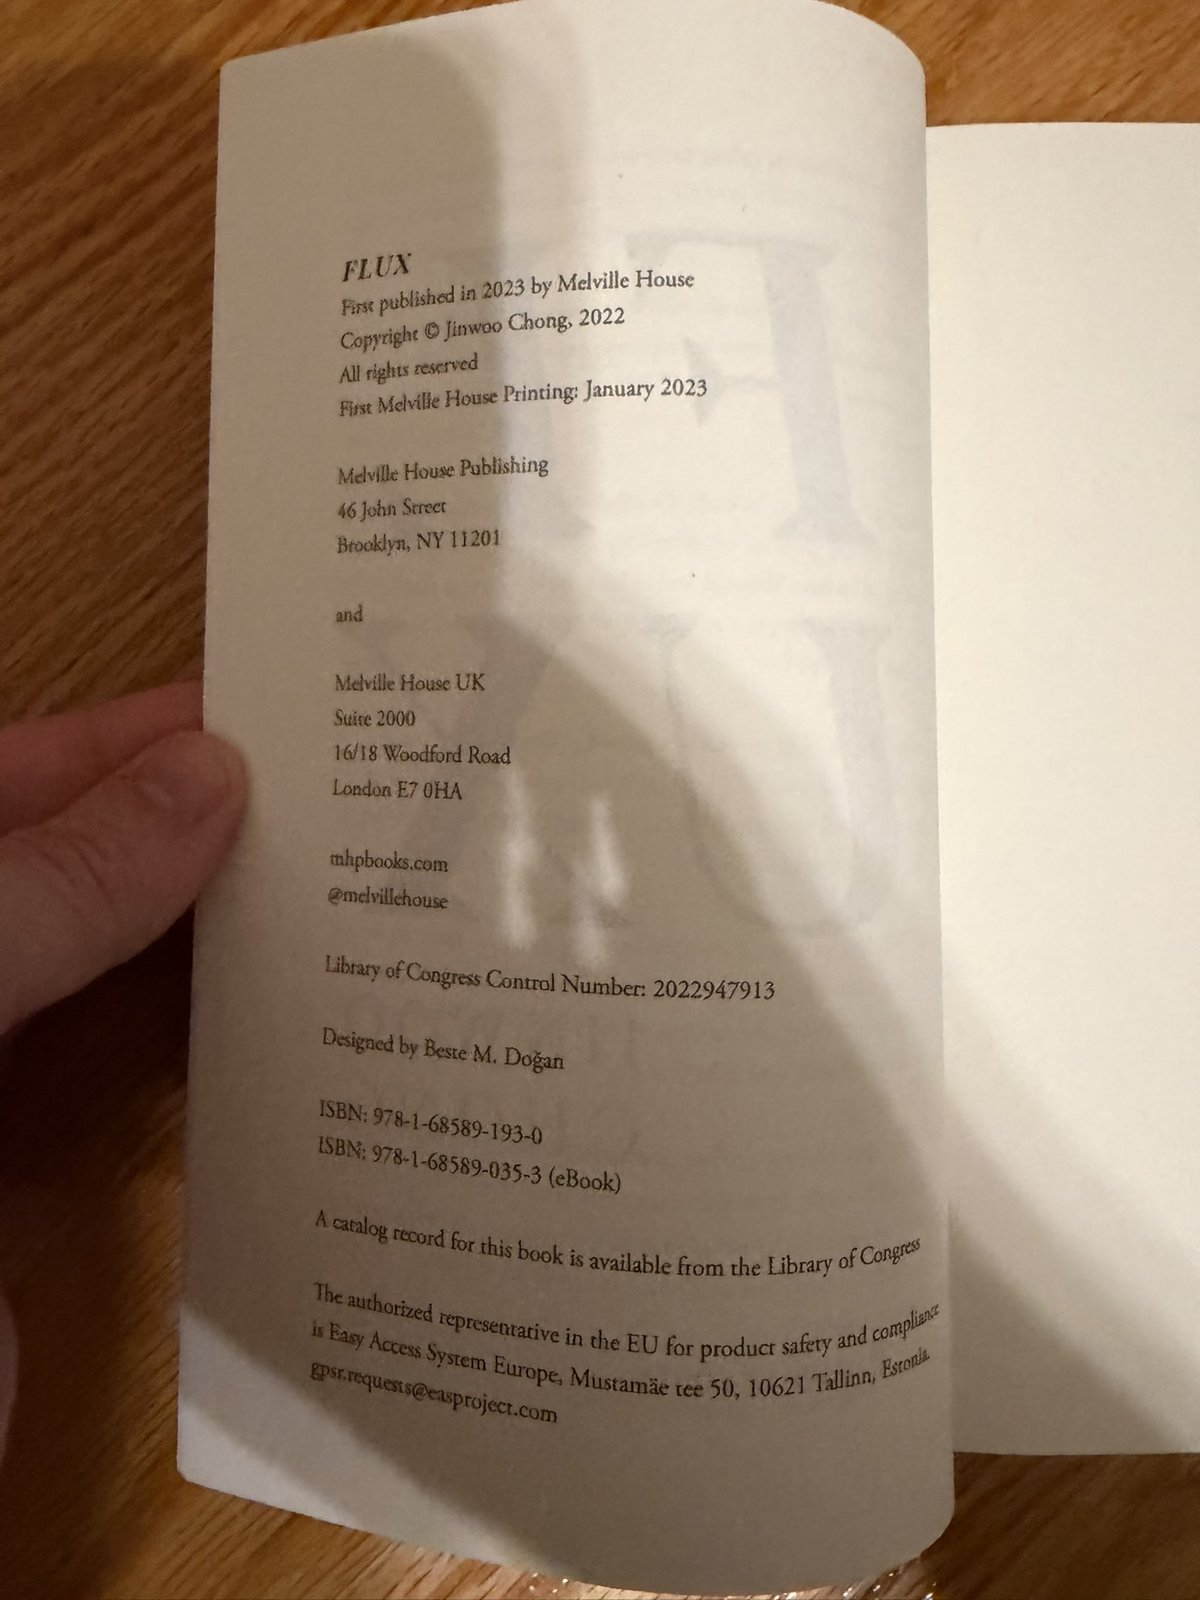 FLUX
First published in 2023 by Melville House
Copyright © Jinwoo Chong, 2022
All rights reserved
First Melville House Printing: January 2023
Melville House Publishing
46 John Street
Brooklyn, NY 11201
and
Melville House UK
Suite 2000
16/18 Woodford Road
London E7 0HA
mhpbooks.com
@melvillehouse
Library of Congress Control Number: 2022947913
Designed by Beste M. Doğan
ISBN: 978-1-68589-193-0
ISBN: 978-1-68589-035-3 (eBook)
A catalog record for this book is available from the Library of Congress
The authorized representative in the EU for product safety and compliance
is Easy Access System Europe, Mustamäe tee 50, 10621 Tallinn, Estonia.
gpsr.requests@easproject.com